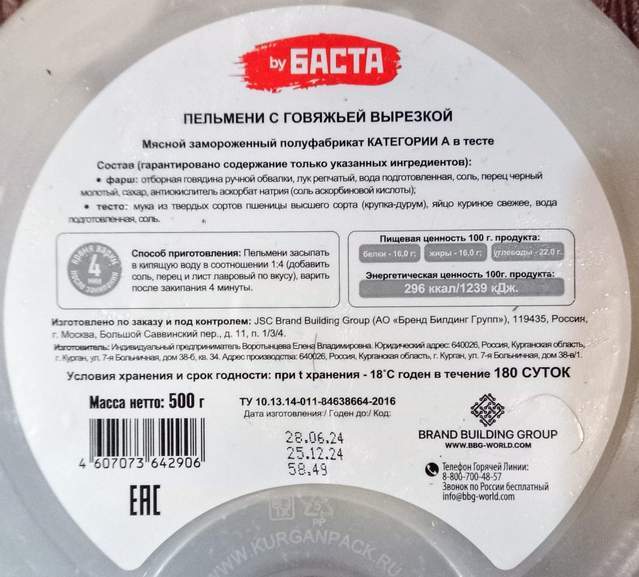 by БАСТА
ПЕЛЬМЕНИ С ГОВЯЖЬЕЙ ВЫРЕЗКОЙ
Мясной замороженный полуфабрикат КАТЕГОРИИ А в тесте
Состав (гарантировано содержание только указанных ингредиентов):
• фарш: отборная говядина ручной обвалки, лук репчатый, вода подготовленная, соль, перец черный
молотый, сахар, антиокислитель аскорбат натрия (соль аскорбиновой кислоты);
• тесто: мука из твердых сортов пшеницы высшего сорта (крупка-дурум), яйцо куриное свежее, вода
подготовленная, соль.
время варки
4
мин
после закипания
Способ приготовления: Пельмени засыпать
в кипящую воду в соотношении 1:4 (добавить
соль, перец и лист лавровый по вкусу), варить
после закипания 4 минуты.
Пищевая ценность 100 г. продукта:
белки - 16,0 г; жиры - 16,0 г; углеводы - 22,0 г.
Энергетическая ценность 100г. продукта:
296 ккал/1239 кДж.
Изготовлено по заказу и под контролем: JSC Brand Building Group (АО «Бренд Билдинг Групп»), 119435, Россия,
г. Москва, Большой Саввинский пер., д. 11, п. 1/3/4.
Изготовитель: Индивидуальный предприниматель Воротынцева Елена Владимировна. Юридический адрес: 640026, Россия, Курганская область,
г. Курган, ул. 7-я Больничная, дом 38-б, кв. 34. Адрес производства: 640026, Россия, Курганская область, г. Курган, ул. 7-я Больничная, дом 38-в/1.
Условия хранения и срок годности: при t хранения - 18°С годен в течение 180 СУТОК
Масса нетто: 500 г
ТУ 10.13.14-011-84638664-2016
Дата изготовления:/ Годен до:/ Код:
28.06.24
25.12.24
58.49
4 607073 642906
EAC
BRAND BUILDING GROUP
WWW.BBG-WORLD.COM
Телефон Горячей Линии:
8-800-700-48-57
Звонок по России бесплатный
info@bbg-world.com
PP
WWW.KURGANPACK.RU